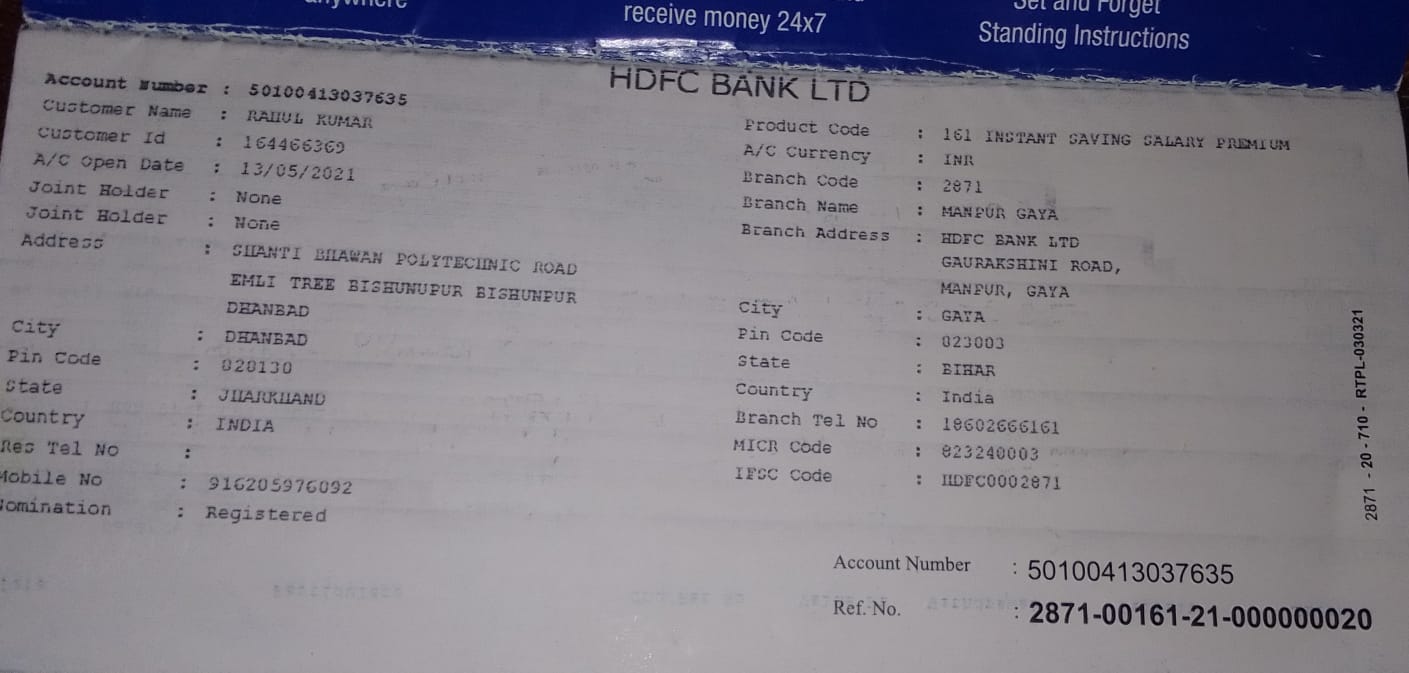 receive money 24x7
Set and Forget
Standing Instructions
HDFC BANK LTD
Account Number : 50100413037635
Customer Name : RAHUL KUMAR
Customer Id : 164466369
A/C Open Date : 13/05/2021
Joint Holder : None
Joint Holder : None
Address : SHANTI BHAWAN POLYTECHNIC ROAD
EMLI TREE BISHUNUPUR BISHUNPUR
DHANBAD
City : DHANBAD
Pin Code : 828130
State : JHARKHAND
Country : INDIA
Res Tel No :
Mobile No : 916205976092
Nomination : Registered
Product Code : 161 INSTANT SAVING SALARY PREMIUM
A/C Currency : INR
Branch Code : 2871
Branch Name : MANPUR GAYA
Branch Address : HDFC BANK LTD
GAURAKSHINI ROAD,
MANPUR, GAYA
City : GAYA
Pin Code : 823003
State : BIHAR
Country : India
Branch Tel No : 18602666161
MICR Code : 823240003
IFSC Code : HDFC0002871
2871 - 20 - 710 - RTPL-030321
Account Number : 50100413037635
Ref. No. : 2871-00161-21-000000020